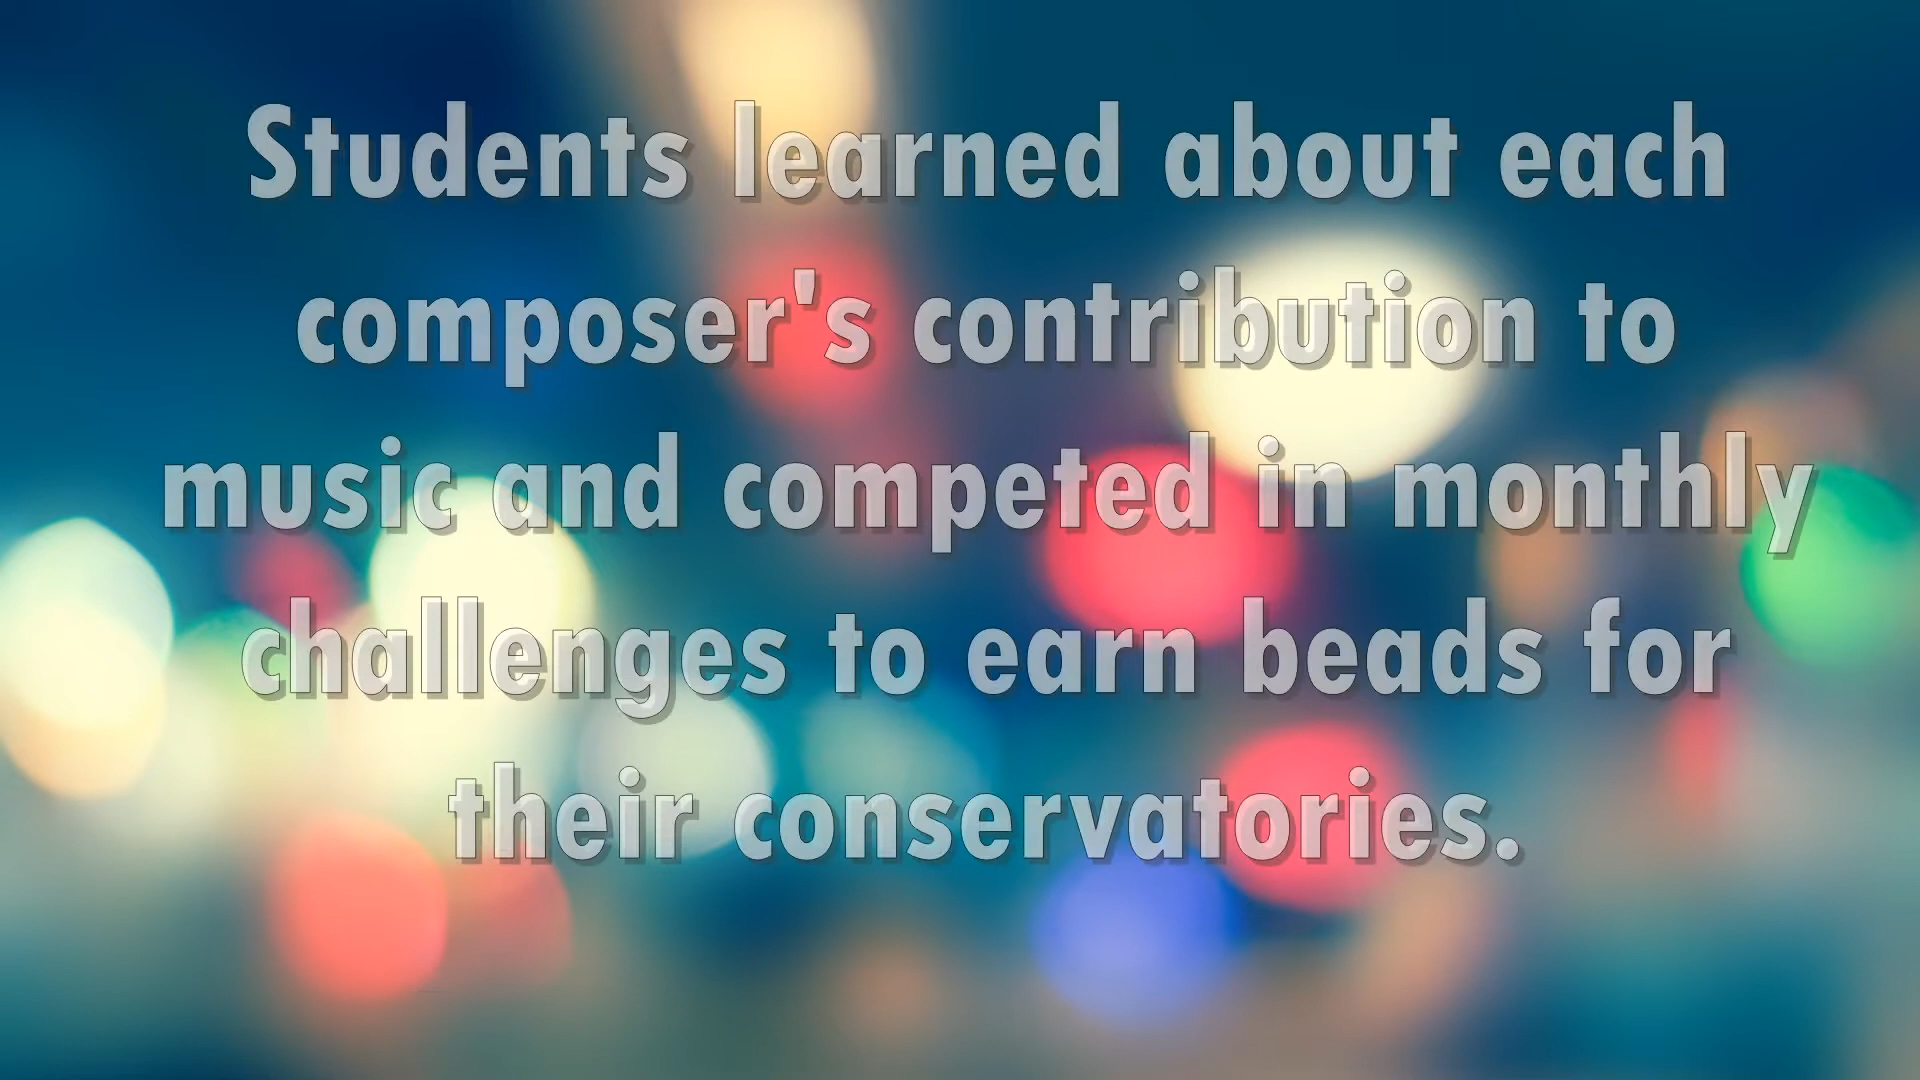 Students learned about each
composer's contribution to
music and competed in monthly
challenges to earn beads for
their conservatories.